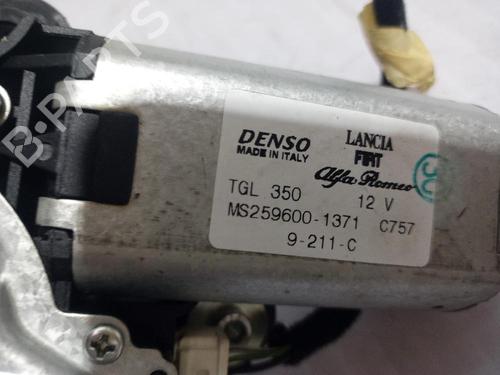 B-PARTS
DENSO
MADE IN ITALY
LANCIA
FIAT
Alfa Romeo
TGL 350
12 V
MS259600-1371
C757
9-211-C